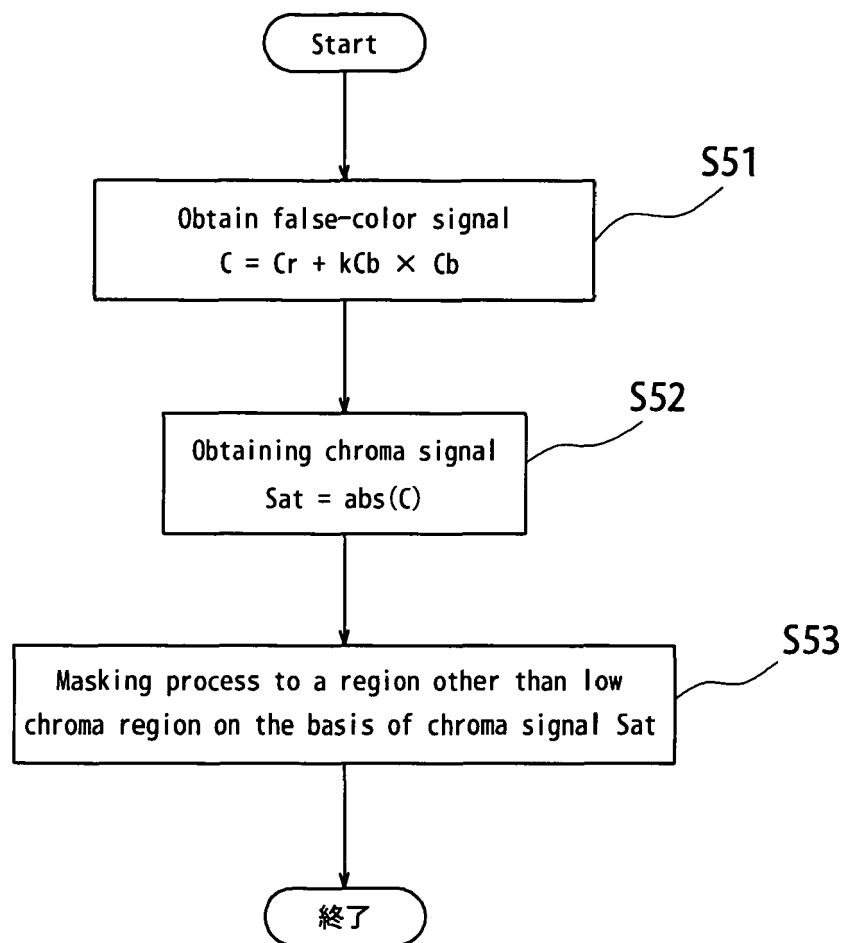 Start
S51
Obtain false-color signal
C = Cr + kCb × Cb
S52
Obtaining chroma signal
Sat = abs(C)
S53
Masking process to a region other than low
chroma region on the basis of chroma signal Sat
終了